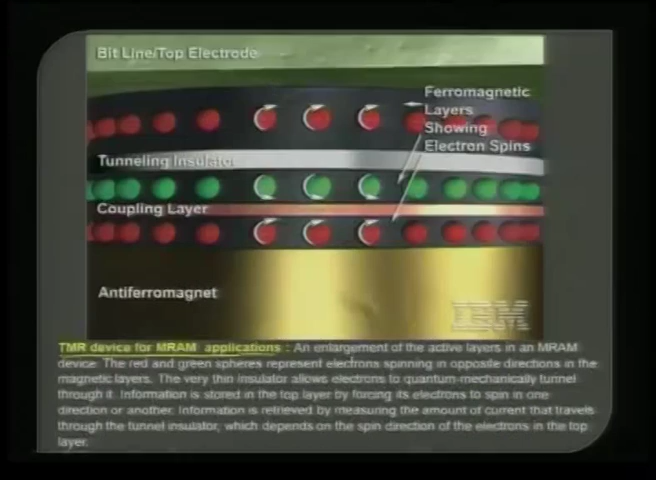 Bit Line/Top Electrode
Ferromagnetic
Layers
Showing
Electron Spins
Tunneling Insulator
Coupling Layer
Antiferromagnet
IBM
TMR device for MRAM applications : An enlargement of the active layers in an MRAM
device. The red and green spheres represent electrons spinning in opposite directions in the
magnetic layers. The very thin insulator allows electrons to quantum-mechanically tunnel
through it. Information is stored in the top layer by forcing its electrons to spin in one
direction or another. Information is retrieved by measuring the amount of current that travels
through the tunnel insulator, which depends on the spin direction of the electrons in the top
layer.